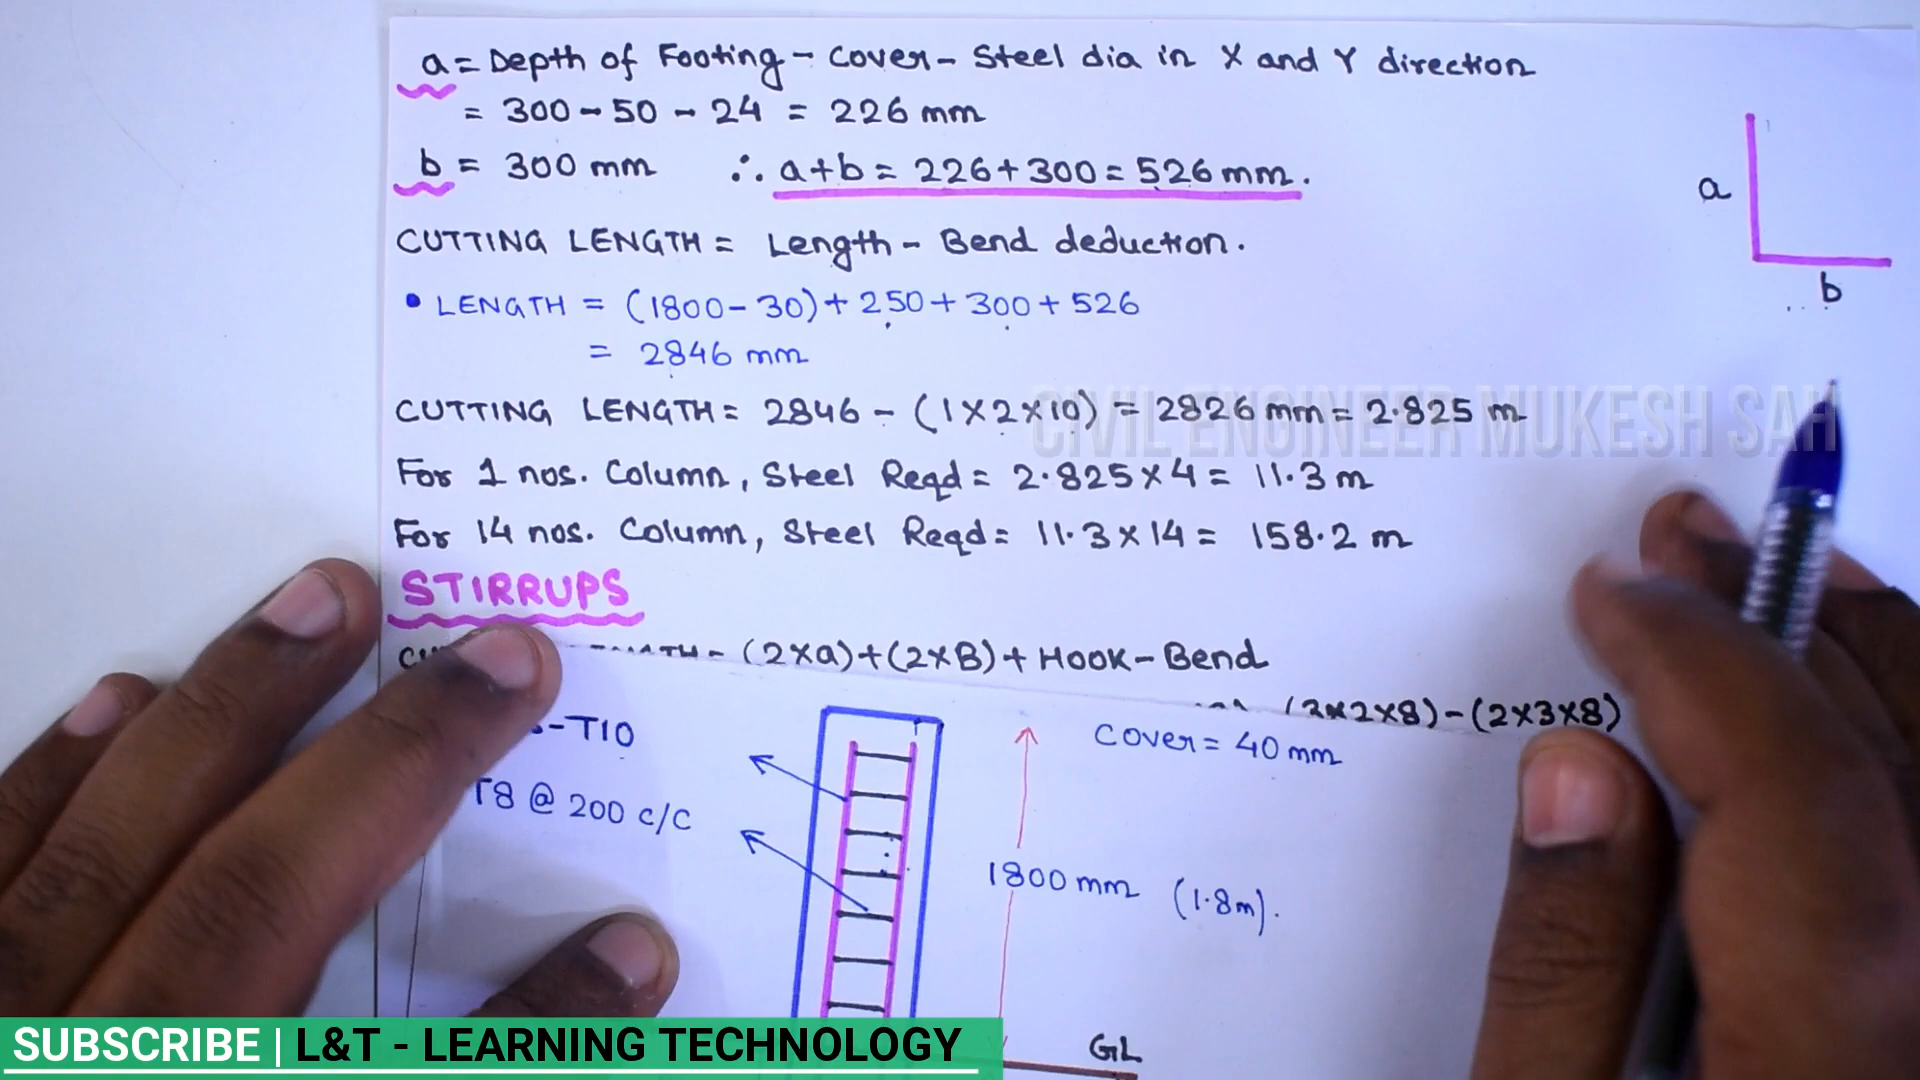 a = Depth of Footing - Cover - Steel dia in X and Y direction
= 300 - 50 - 24 = 226 mm
b = 300 mm ∴ a+b = 226+300 = 526 mm.
a
b
CUTTING LENGTH = Length - Bend deduction.
• LENGTH = (1800-30)+250+300+526
= 2846 mm
CUTTING LENGTH = 2846 - (1×2×10) = 2826 mm = 2.825 m
CIVIL ENGINEER MUKESH SAH
For 1 nos. Column, Steel Reqd = 2.825×4 = 11.3 m
For 14 nos. Column, Steel Reqd = 11.3×14 = 158.2 m
STIRRUPS
(2×a)+(2×B)+Hook-Bend
(3×2×8)-(2×3×8)
-T10
Cover = 40 mm
T8 @ 200 c/c
1800 mm (1.8m).
GL
SUBSCRIBE | L&T - LEARNING TECHNOLOGY